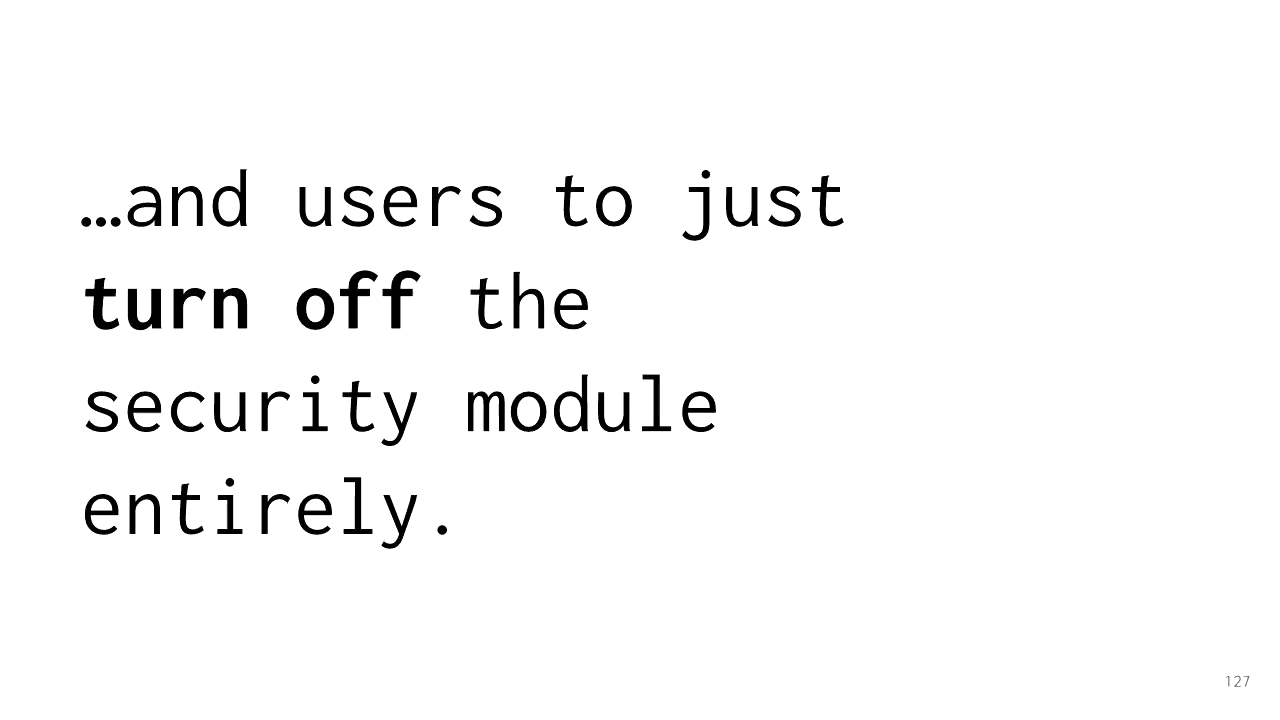 …and users to just
turn off the
security module
entirely.
127